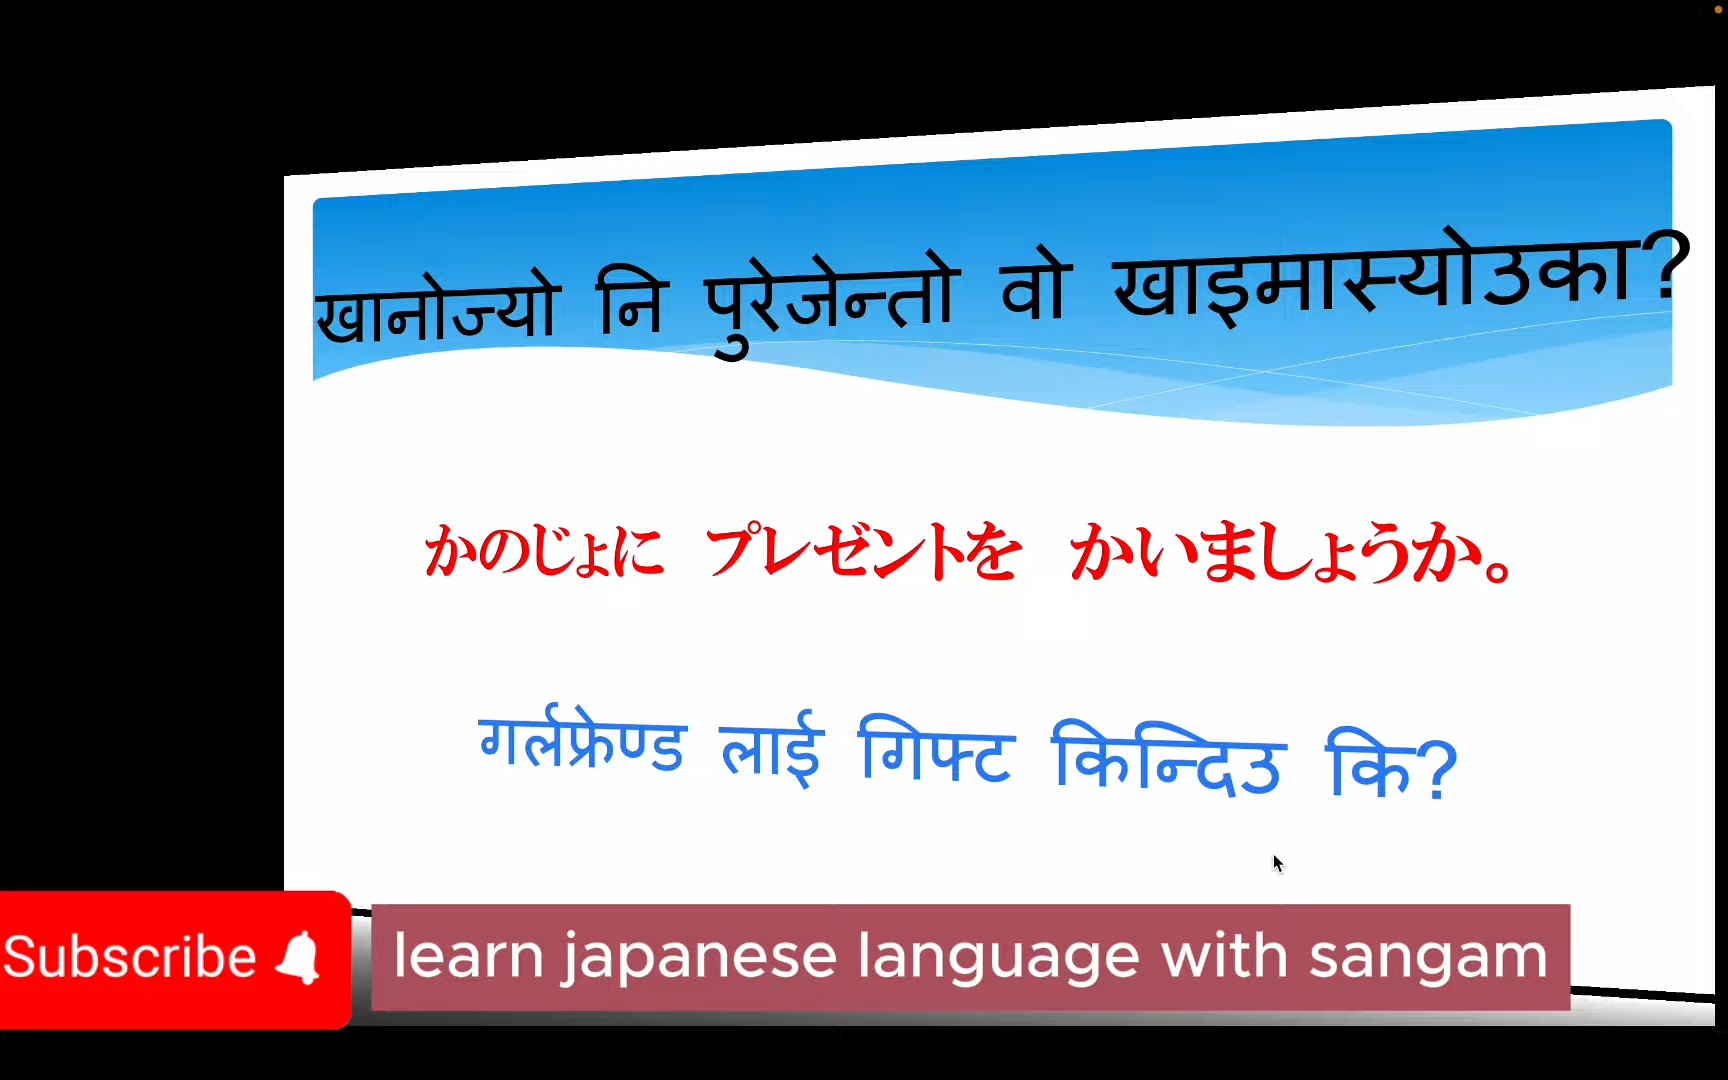 खानोज्यो नि पुरेजेन्तो वो खाइमास्योउका?
かのじょに プレゼントを かいましょうか。
गर्लफ्रेण्ड लाई गिफ्ट किन्दिउ कि?
Subscribe
learn japanese language with sangam